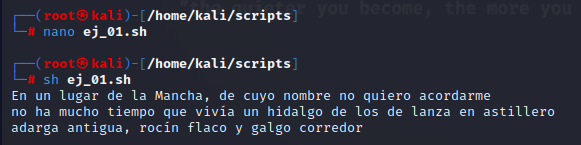 "the quieter you become, the more you
┌──(root㉿kali)-[/home/kali/scripts]
└─# nano ej_01.sh
┌──(root㉿kali)-[/home/kali/scripts]
└─# sh ej_01.sh
En un lugar de la Mancha, de cuyo nombre no quiero acordarme
no ha mucho tiempo que vivía un hidalgo de los de lanza en astillero
adarga antigua, rocín flaco y galgo corredor